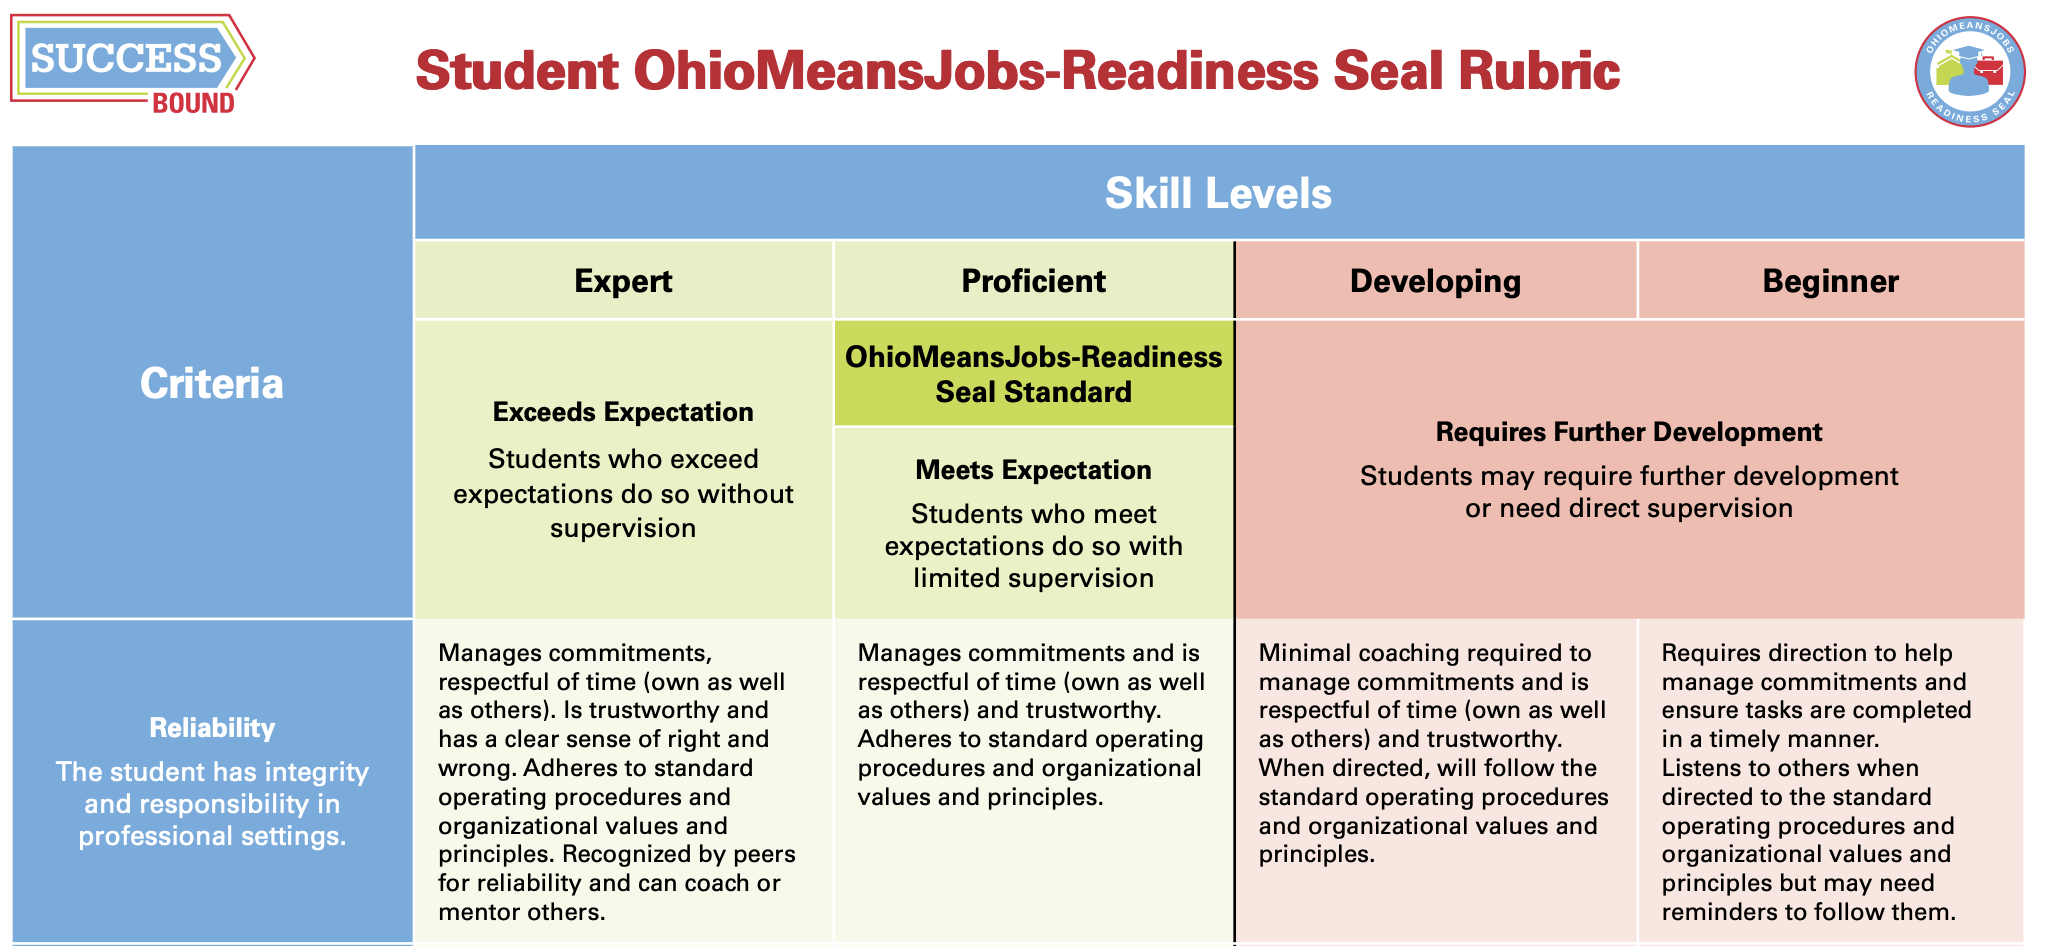 SUCCESS
BOUND
Student OhioMeansJobs-Readiness Seal Rubric
OHIOMEANSJOBS
READINESS SEAL
Criteria
Skill Levels
Expert
Proficient
Developing
Beginner
Exceeds Expectation
Students who exceed
expectations do so without
supervision
OhioMeansJobs-Readiness
Seal Standard
Meets Expectation
Students who meet
expectations do so with
limited supervision
Requires Further Development
Students may require further development
or need direct supervision
Reliability
The student has integrity
and responsibility in
professional settings.
Manages commitments,
respectful of time (own as well
as others). Is trustworthy and
has a clear sense of right and
wrong. Adheres to standard
operating procedures and
organizational values and
principles. Recognized by peers
for reliability and can coach or
mentor others.
Manages commitments and is
respectful of time (own as well
as others) and trustworthy.
Adheres to standard operating
procedures and organizational
values and principles.
Minimal coaching required to
manage commitments and is
respectful of time (own as well
as others) and trustworthy.
When directed, will follow the
standard operating procedures
and organizational values and
principles.
Requires direction to help
manage commitments and
ensure tasks are completed
in a timely manner.
Listens to others when
directed to the standard
operating procedures and
organizational values and
principles but may need
reminders to follow them.